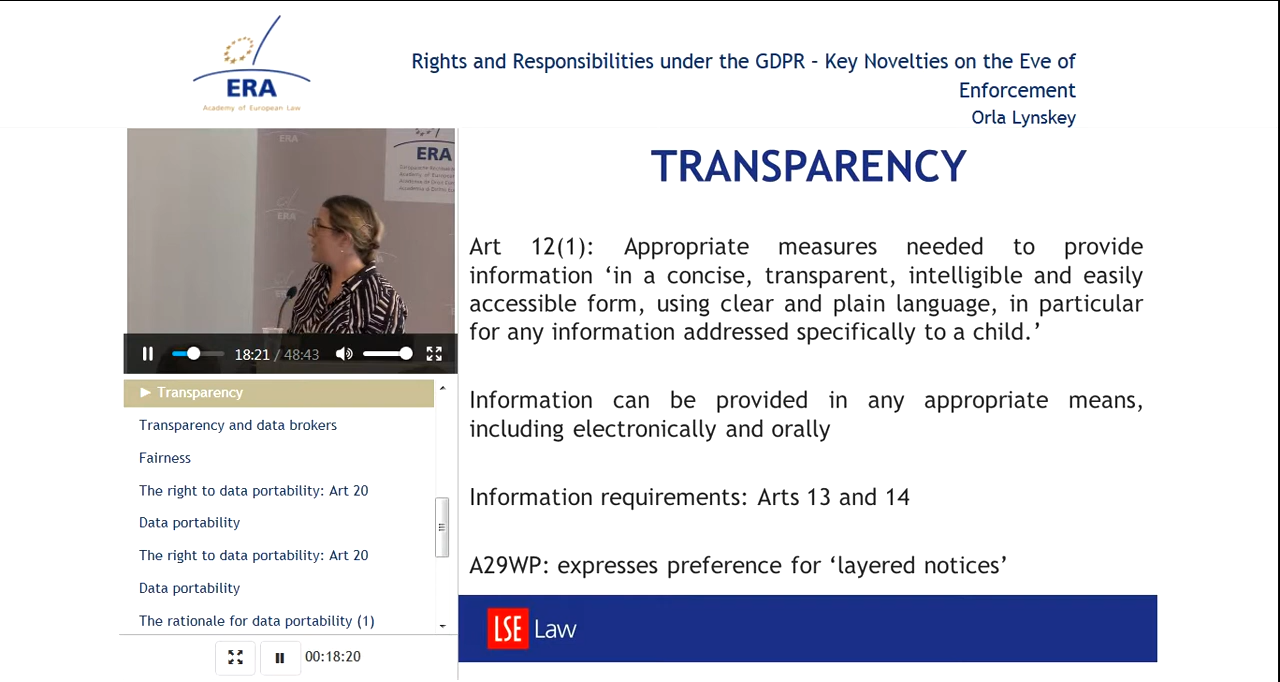 ERA
Academy of European Law
Rights and Responsibilities under the GDPR – Key Novelties on the Eve of
Enforcement
Orla Lynskey
ERA
ERA
Academy of European
ERA
18:21 / 48:43
Transparency
Transparency and data brokers
Fairness
The right to data portability: Art 20
Data portability
The right to data portability: Art 20
Data portability
The rationale for data portability (1)
00:18:20
TRANSPARENCY
Art 12(1): Appropriate measures needed to provide
information ‘in a concise, transparent, intelligible and easily
accessible form, using clear and plain language, in particular
for any information addressed specifically to a child.’
Information can be provided in any appropriate means,
including electronically and orally
Information requirements: Arts 13 and 14
A29WP: expresses preference for ‘layered notices’
LSE Law